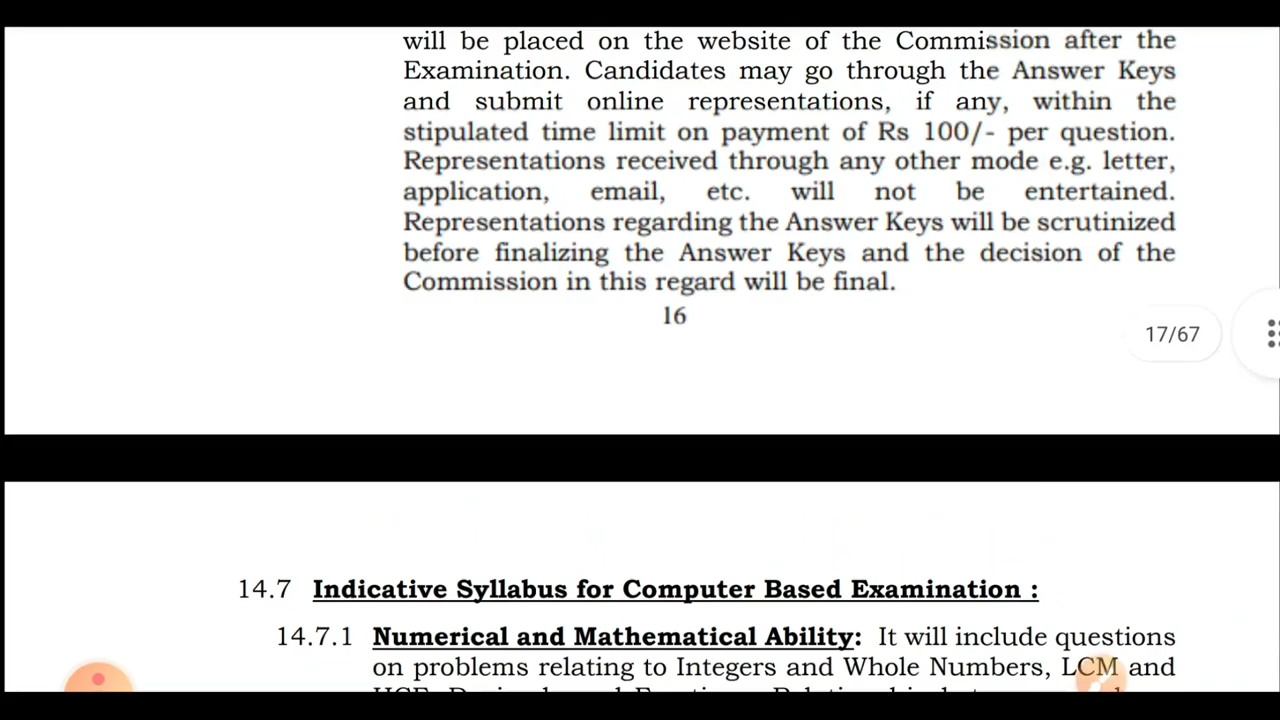 will be placed on the website of the Commission after the
Examination. Candidates may go through the Answer Keys
and submit online representations, if any, within the
stipulated time limit on payment of Rs 100/- per question.
Representations received through any other mode e.g. letter,
application, email, etc. will not be entertained.
Representations regarding the Answer Keys will be scrutinized
before finalizing the Answer Keys and the decision of the
Commission in this regard will be final.
16
17/67
14.7 Indicative Syllabus for Computer Based Examination :
14.7.1 Numerical and Mathematical Ability: It will include questions
on problems relating to Integers and Whole Numbers, LCM and